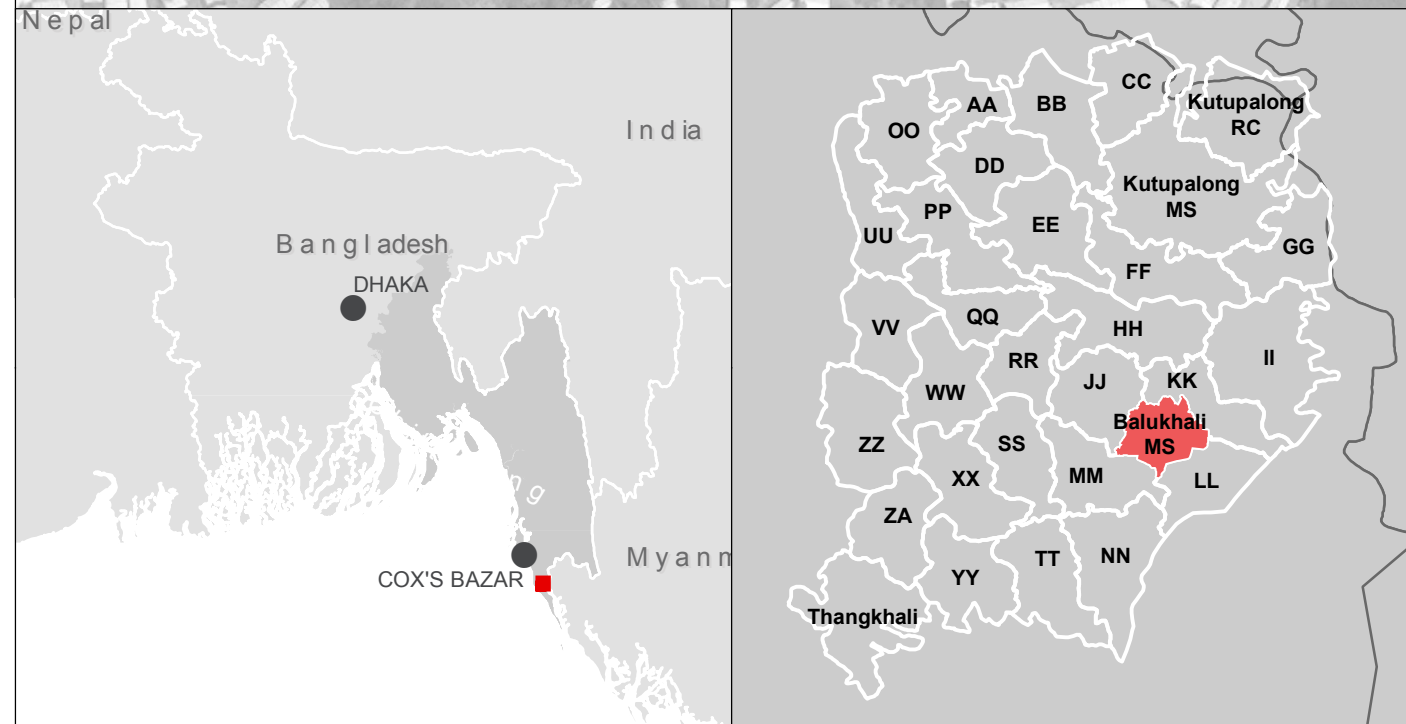 Nepal
India
Bangladesh
DHAKA
ng
COX'S BAZAR
Myanm
CC
AA
BB
Kutupalong
RC
OO
DD
Kutupalong
MS
PP
EE
UU
GG
FF
QQ
VV
HH
RR
II
JJ
KK
WW
Balukhali
MS
ZZ
SS
XX
MM
LL
ZA
NN
TT
YY
Thangkhali